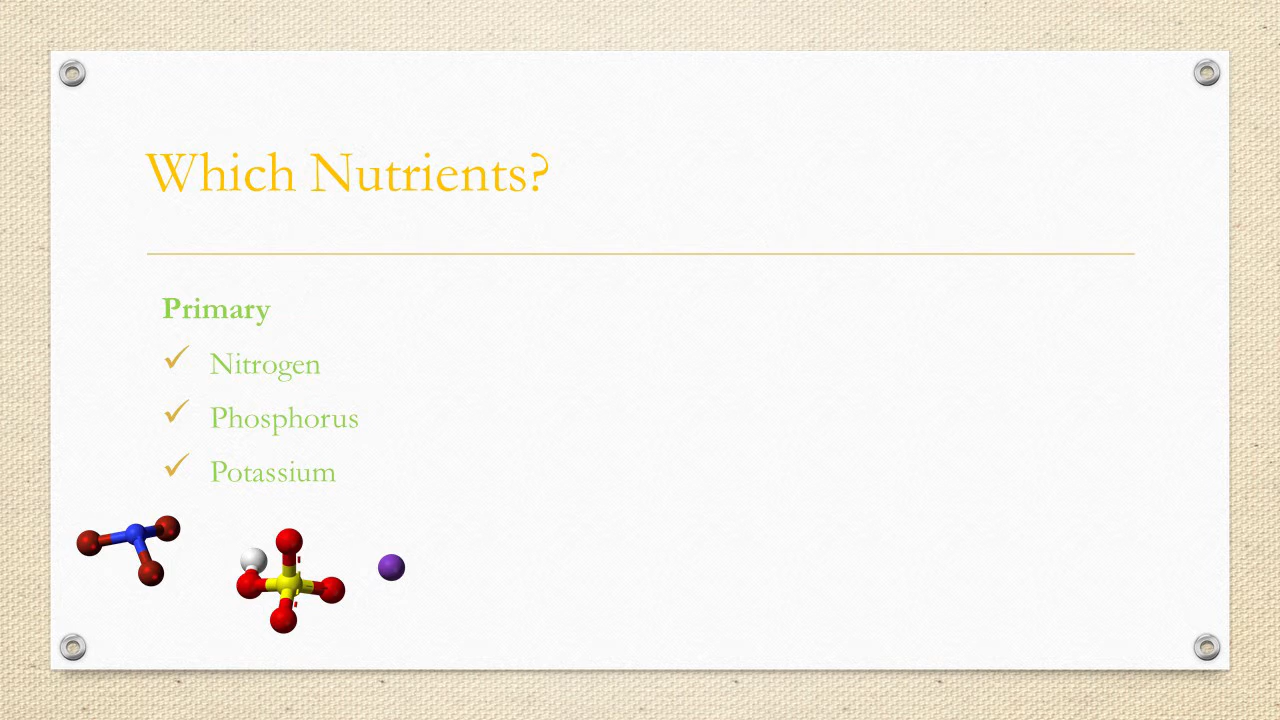 Which Nutrients?
Primary
✓ Nitrogen
✓ Phosphorus
✓ Potassium